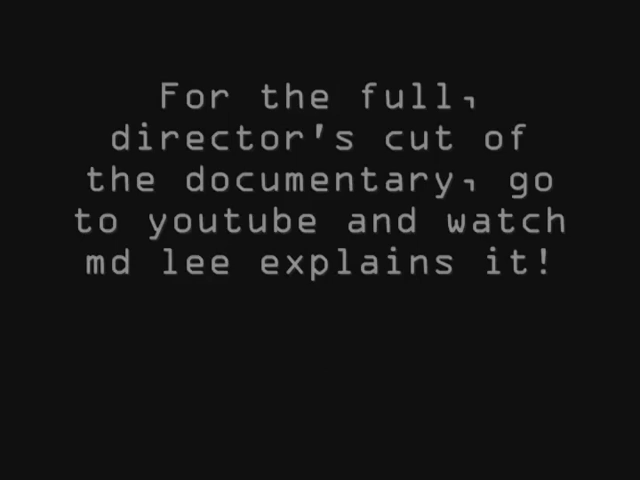 For the full,
director's cut of
the documentary, go
to youtube and watch
md lee explains it!